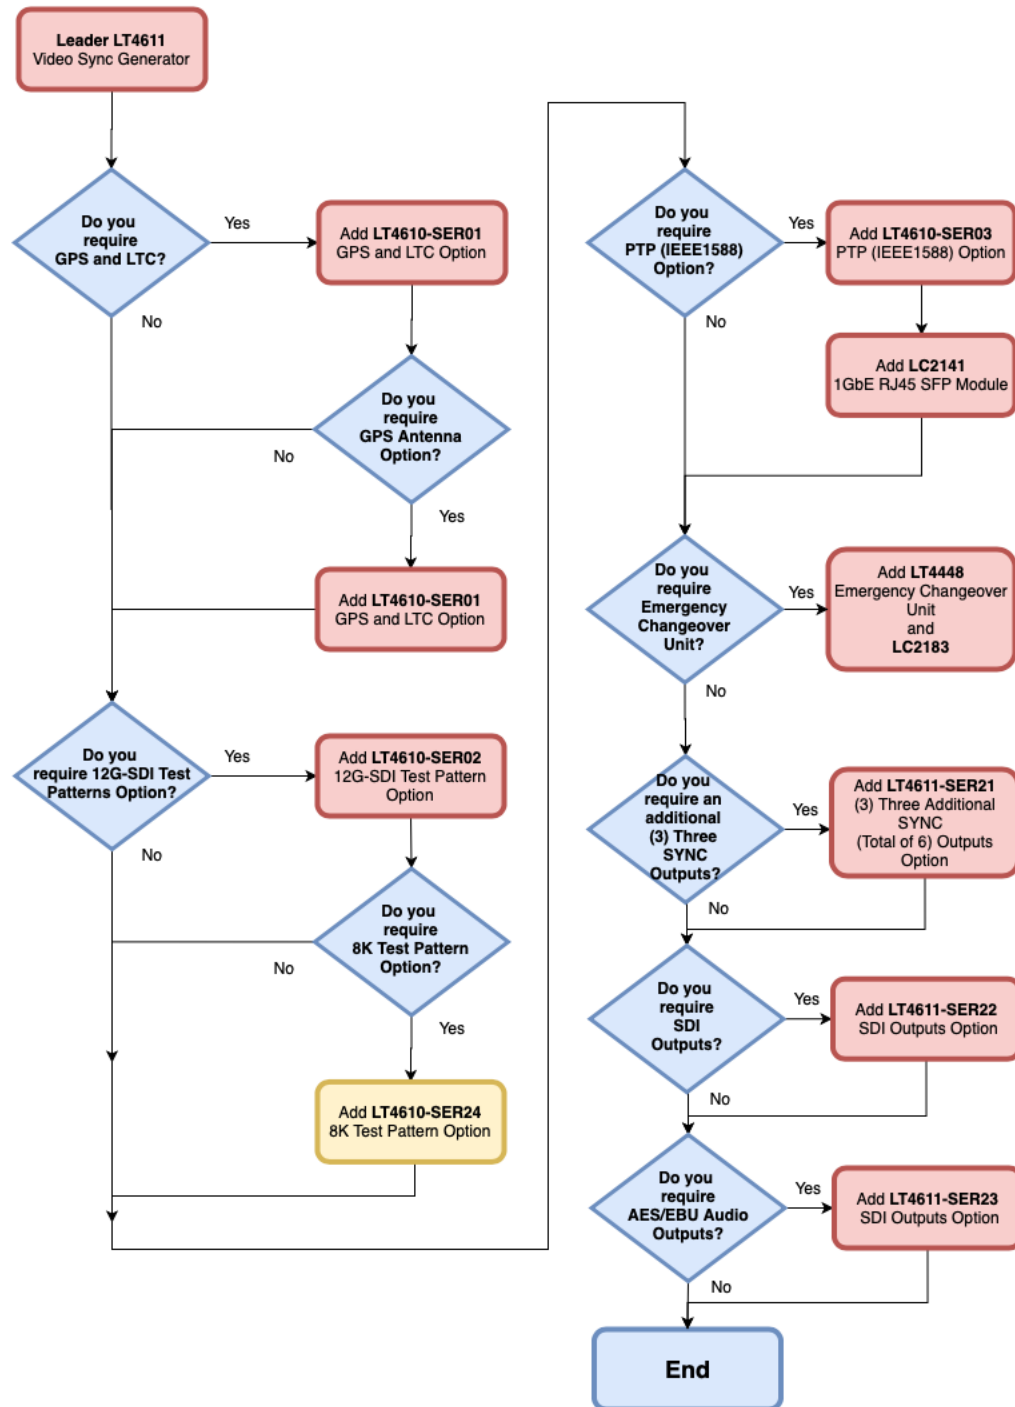 Leader LT4611
Video Sync Generator
Do you
require
GPS and LTC?
Yes
Add LT4610-SER01
GPS and LTC Option
No
Do you
require
GPS Antenna
Option?
No
Yes
Add LT4610-SER01
GPS and LTC Option
Do you
require 12G-SDI Test
Patterns Option?
Yes
Add LT4610-SER02
12G-SDI Test Pattern
Option
No
Do you
require
8K Test Pattern
Option?
No
Yes
Add LT4610-SER24
8K Test Pattern Option
Do you
require
PTP (IEEE1588)
Option?
Yes
Add LT4610-SER03
PTP (IEEE1588) Option
No
Add LC2141
1GbE RJ45 SFP Module
Do you
require
Emergency
Changeover
Unit?
Yes
Add LT4448
Emergency Changeover
Unit
and
LC2183
No
Do you
require an
additional
(3) Three
SYNC
Outputs?
Yes
Add LT4611-SER21
(3) Three Additional
SYNC
(Total of 6) Outputs
Option
No
Do you
require
SDI
Outputs?
Yes
Add LT4611-SER22
SDI Outputs Option
No
Do you
require
AES/EBU Audio
Outputs?
Yes
Add LT4611-SER23
SDI Outputs Option
No
End